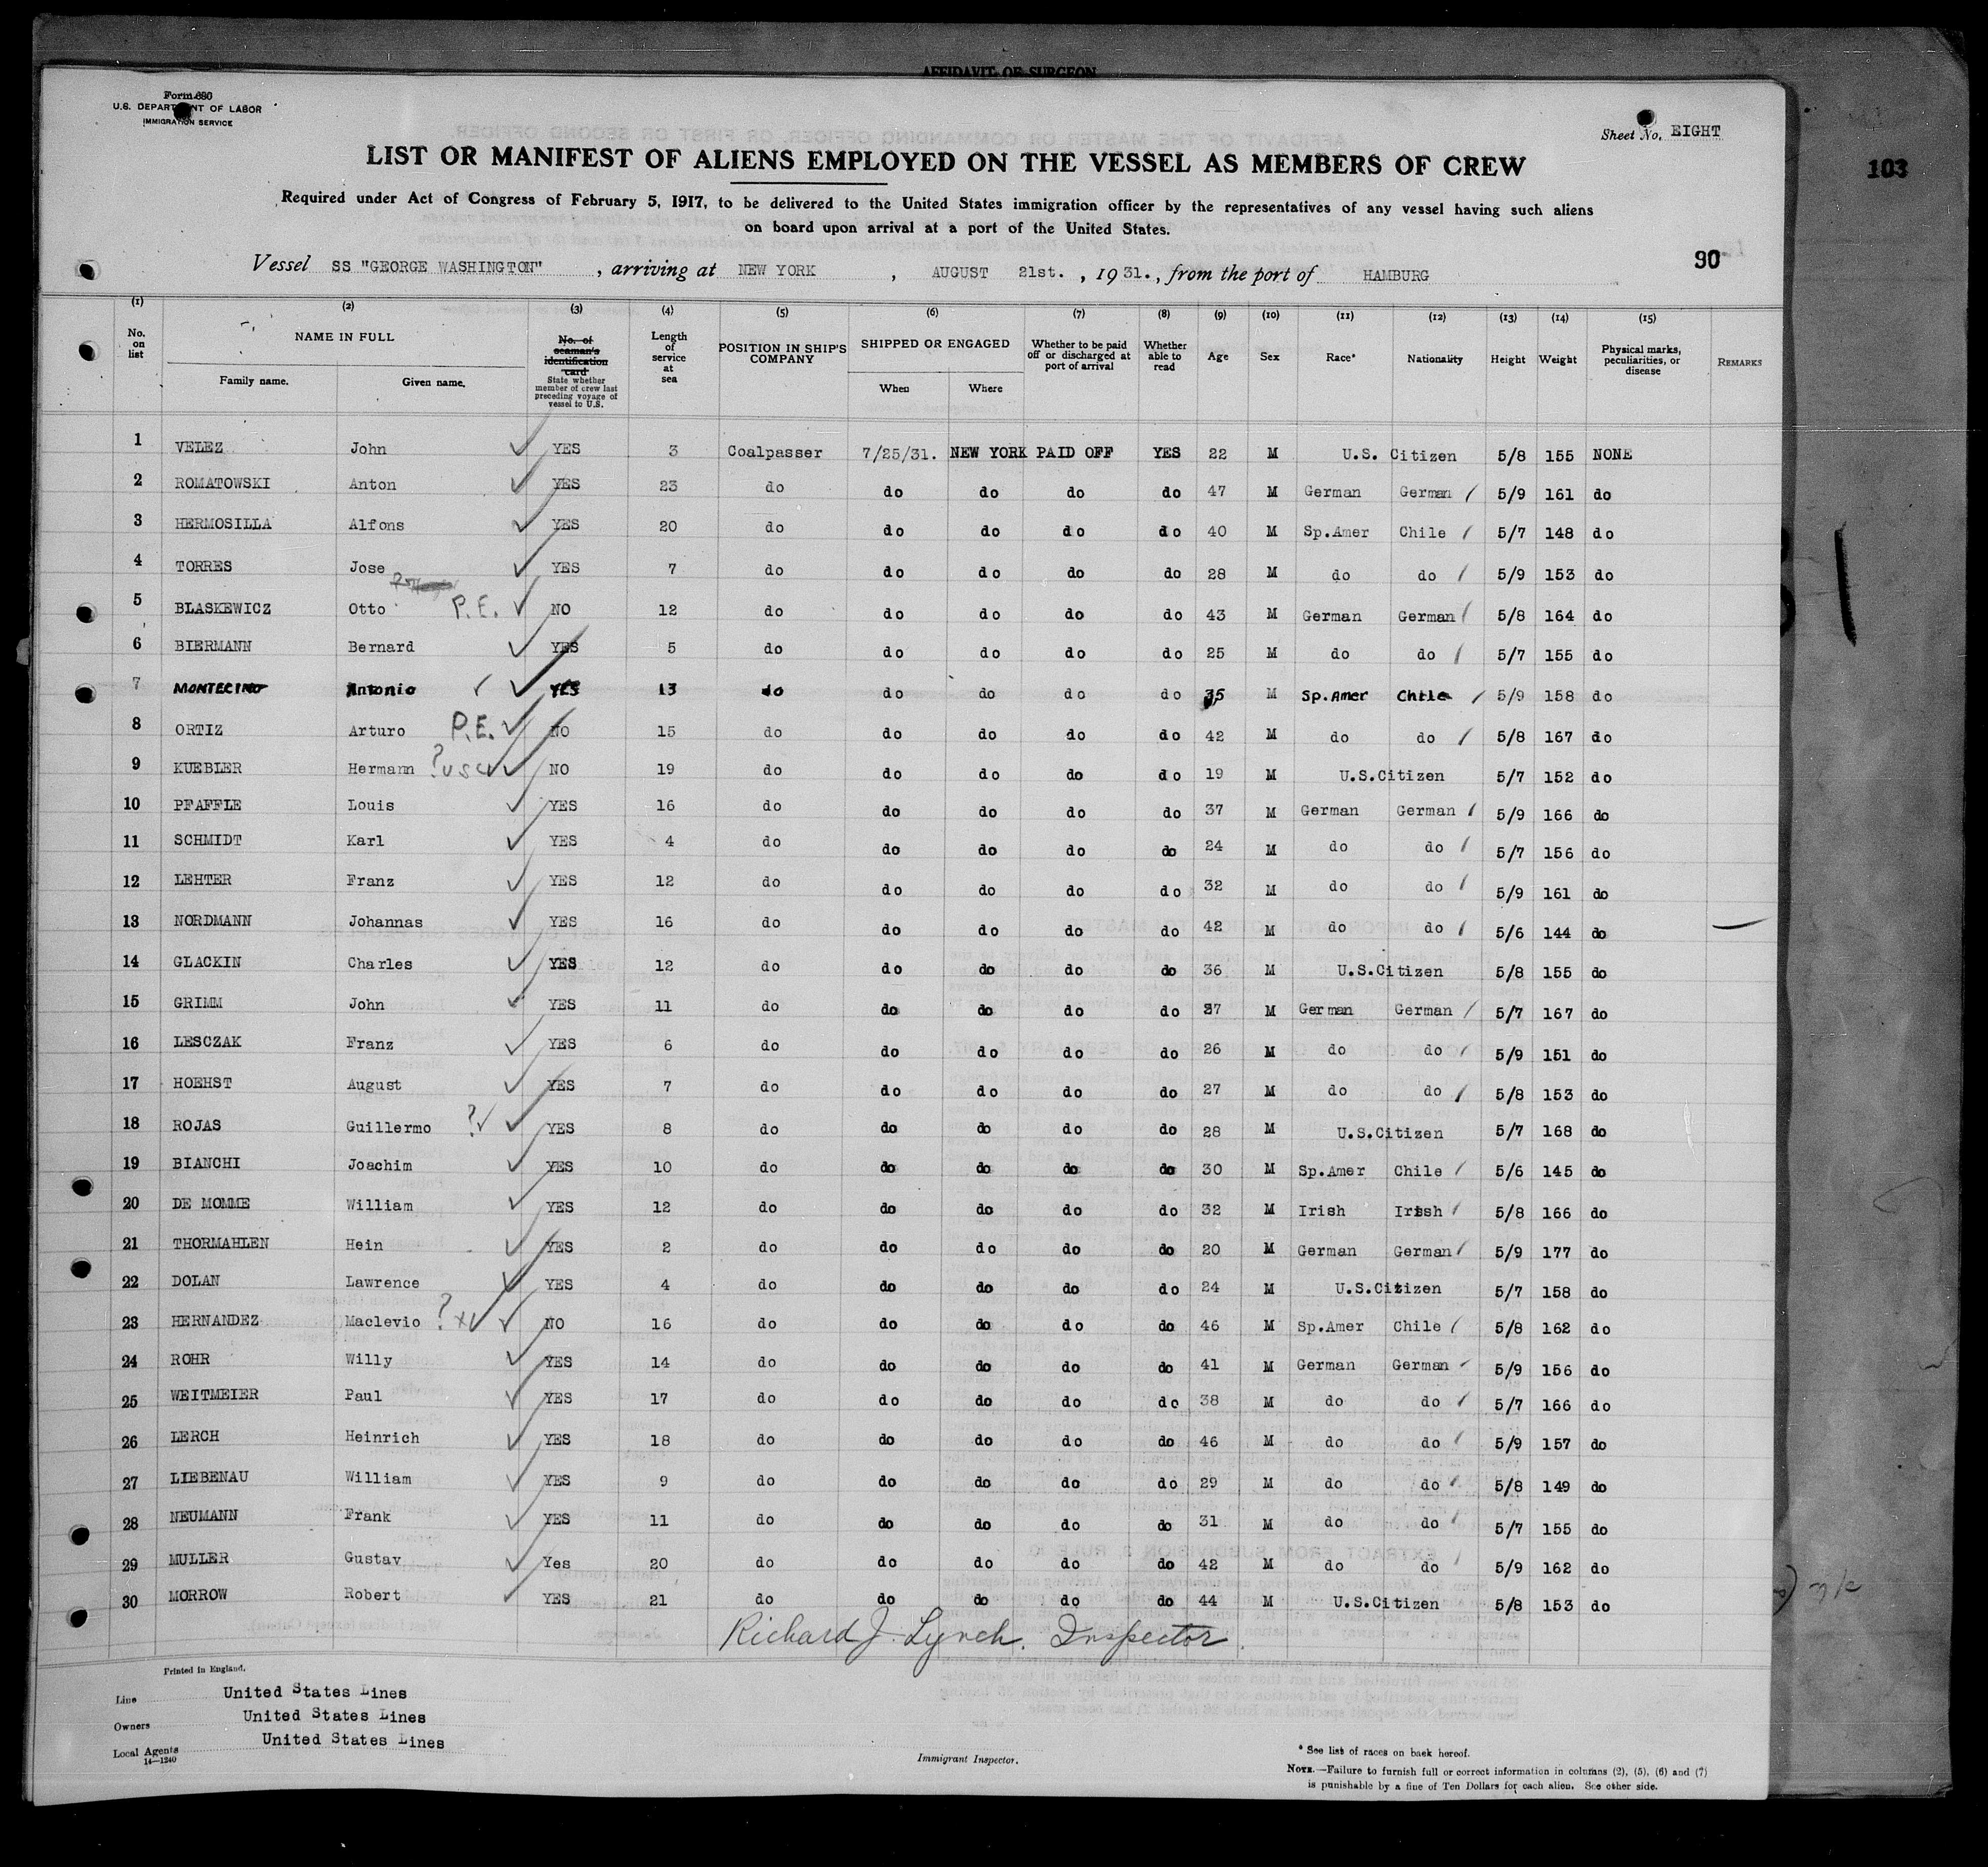 AFFIDAVIT OF SURGEON
Form 680
U.S. DEPARTMENT OF LABOR
IMMIGRATION SERVICE
Sheet No. EIGHT
103
LIST OR MANIFEST OF ALIENS EMPLOYED ON THE VESSEL AS MEMBERS OF CREW
Required under Act of Congress of February 5, 1917, to be delivered to the United States immigration officer by the representatives of any vessel having such aliens
on board upon arrival at a port of the United States.
90
Vessel SS "GEORGE WASHINGTON", arriving at NEW YORK, AUGUST 21st., 1931., from the port of HAMBURG
(1) (2) (3) (4) (5) (6) (7) (8) (9) (10) (11) (12) (13) (14) (15)
No. on list NAME IN FULL Family name. Given name. No. of seaman's identification card State whether member of crew last preceding voyage of vessel to U.S. Length of service at sea POSITION IN SHIP'S COMPANY SHIPPED OR ENGAGED When Where Whether to be paid off or discharged at port of arrival Whether able to read Age Sex Race* Nationality Height Weight Physical marks, peculiarities, or disease REMARKS
1 VELEZ John YES 3 Coalpasser 7/25/31. NEW YORK PAID OFF YES 22 M U.S. Citizen 5/8 155 NONE
2 ROMATOWSKI Anton YES 23 do do do do do 47 M German German 5/9 161 do
3 HERMOSILLA Alfons YES 20 do do do do do 40 M Sp.Amer Chile 5/7 148 do
4 TORRES Jose YES 7 do do do do do 28 M do do 5/9 153 do
5 BLASKEWICZ Otto P.E. NO 12 do do do do do 43 M German German 5/8 164 do
6 BIERMANN Bernard YES 5 do do do do do 25 M do do 5/7 155 do
7 MONTECINO Antonio YES 13 do do do do do 35 M Sp.Amer Chile 5/9 158 do
8 ORTIZ Arturo P.E. NO 15 do do do do do 42 M do do 5/8 167 do
9 KUEBLER Hermann ? USC NO 19 do do do do do 19 M U.S.Citizen 5/7 152 do
10 PFAFFLE Louis YES 16 do do do do do 37 M German German 5/9 166 do
11 SCHMIDT Karl YES 4 do do do do do 24 M do do 5/7 156 do
12 LEHTER Franz YES 12 do do do do do 32 M do do 5/9 161 do
13 NORDMANN Johannas YES 16 do do do do do 42 M do do 5/6 144 do
14 GLACKIN Charles YES 12 do do do do do 36 M U.S.Citizen 5/8 155 do
15 GRIMM John YES 11 do do do do do 37 M German German 5/7 167 do
16 LESCZAK Franz YES 6 do do do do do 26 M do do 5/9 151 do
17 HOEHST August YES 7 do do do do do 27 M do do 5/8 153 do
18 ROJAS Guillermo ? YES 8 do do do do do 28 M U.S.Citizen 5/7 168 do
19 BIANCHI Joachim YES 10 do do do do do 30 M Sp.Amer Chile 5/6 145 do
20 DE MOMME William YES 12 do do do do do 32 M Irish Irish 5/8 166 do
21 THORMAHLEN Hein YES 2 do do do do do 20 M German German 5/9 177 do
22 DOLAN Lawrence YES 4 do do do do do 24 M U.S.Citizen 5/7 158 do
23 HERNANDEZ Maclevio ? x NO 16 do do do do do 46 M Sp.Amer Chile 5/8 162 do
24 ROHR Willy YES 14 do do do do do 41 M German German 5/9 156 do
25 WEITMEIER Paul YES 17 do do do do do 38 M do do 5/7 166 do
26 LERCH Heinrich YES 18 do do do do do 46 M do do 5/9 157 do
27 LIEBENAU William YES 9 do do do do do 29 M do do 5/8 149 do
28 NEUMANN Frank YES 11 do do do do do 31 M do do 5/7 155 do
29 MULLER Gustav Yes 20 do do do do do 42 M do do 5/9 162 do
30 MORROW Robert YES 21 do do do do do 44 M U.S.Citizen 5/8 153 do
Richard J. Lynch. Inspector.
Printed in England.
Line United States Lines
Owners United States Lines
Local Agents United States Lines
14—1240
Immigrant Inspector.
* See list of races on back hereof.
NOTE.—Failure to furnish full or correct information in columns (2), (5), (6) and (7)
is punishable by a fine of Ten Dollars for each alien. See other side.